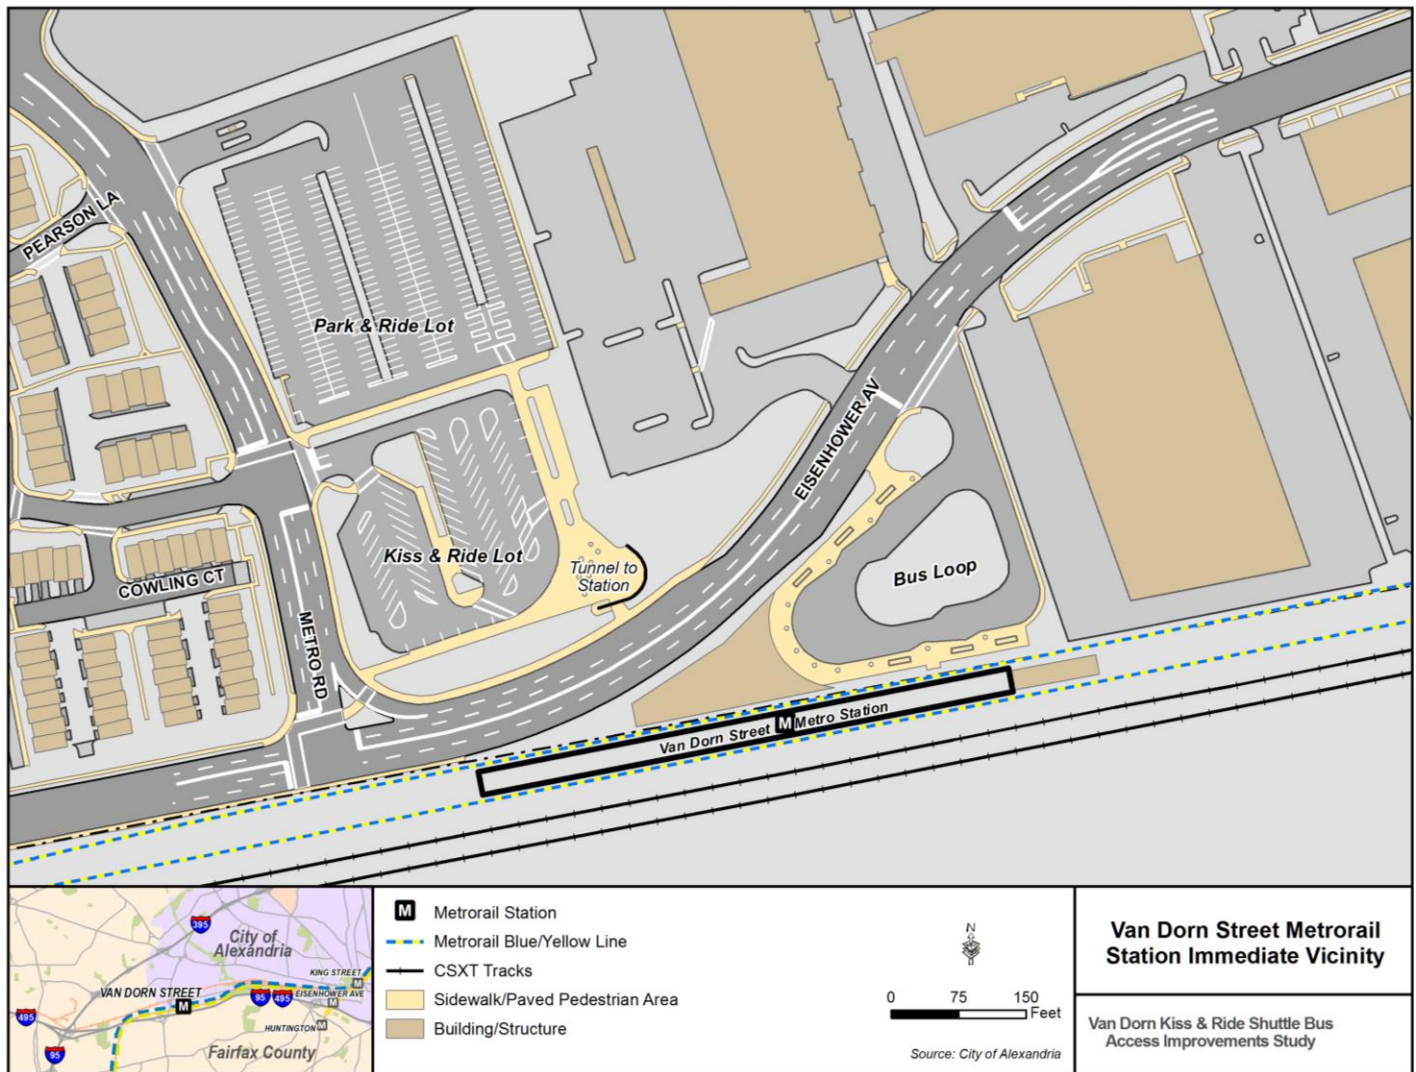 PEARSON LA
Park & Ride Lot
EISENHOWER AV
Kiss & Ride Lot
Tunnel to
Station
Bus Loop
COWLING CT
METRO RD
Van Dorn Street M Metro Station
395
City of
Alexandria
KING STREET
VAN DORN STREET
M
M
95
495
EISENHOWER AVE
M
495
HUNTINGTON
M
95
Fairfax County
M Metrorail Station
Metrorail Blue/Yellow Line
CSXT Tracks
Sidewalk/Paved Pedestrian Area
Building/Structure
N
0 75 150
Feet
Source: City of Alexandria
Van Dorn Street Metrorail
Station Immediate Vicinity
Van Dorn Kiss & Ride Shuttle Bus
Access Improvements Study